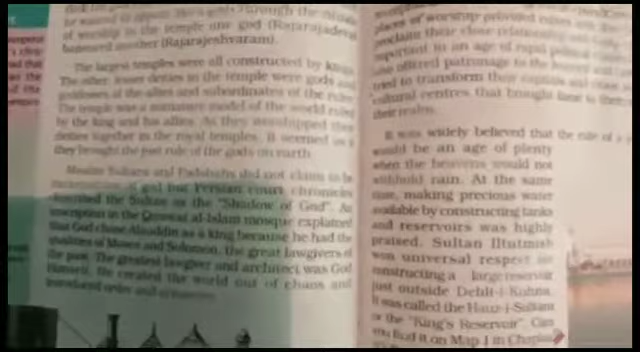 of worship in the temple one god (Rajarajadeva)
honoured another (Rajarajeshvaram).
The largest temples were all constructed by kings.
The other, lesser deities in the temple were gods and
goddesses of the allies and subordinates of the ruler.
The temple was a miniature model of the world ruled
by the king and his allies. As they worshipped their
deities together in the royal temples, it seemed as if
they brought the just rule of the gods on earth.
Muslim Sultans and Padshahs did not claim to be
incarnations of god but Persian court chronicles
described the Sultan as the "Shadow of God". An
inscription in the Quwwat al-Islam mosque explained
that God chose Alauddin as a king because he had the
qualities of Moses and Solomon, the great lawgivers of
the past. The greatest lawgiver and architect was God
Himself. He created the world out of chaos and
introduced order and symmetry.
places of worship provided rulers with the
proclaim their close relationship with
important in an age of rapid political
also offered patronage to the learned and
tried to transform their capitals and cities
cultural centres that brought fame to their
their realm.
It was widely believed that the rule of a
would be an age of plenty
when the heavens would not
withhold rain. At the same
time, making precious water
available by constructing tanks
and reservoirs was highly
praised. Sultan Iltutmish
won universal respect for
constructing a large reservoir
just outside Dehli-i-Kuhna.
It was called the Hauz-i-Sultani
or the "King's Reservoir". Can
you find it on Map 1 in Chapter